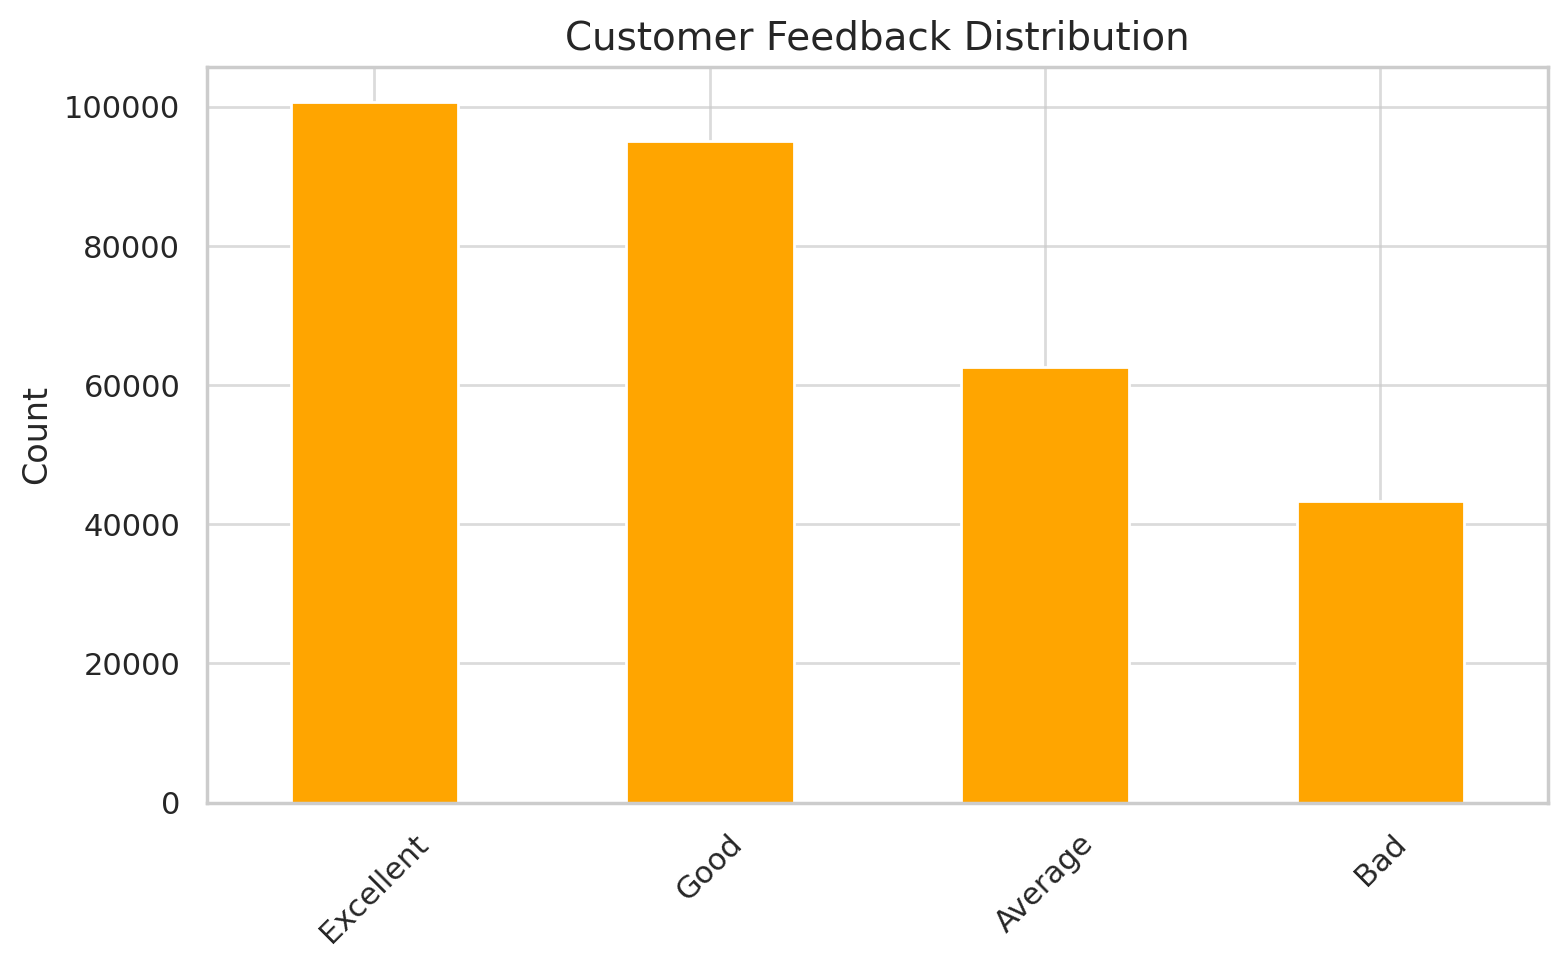 Customer Feedback Distribution
100000
80000
60000
40000
20000
0
Count
Excellent
Good
Average
Bad